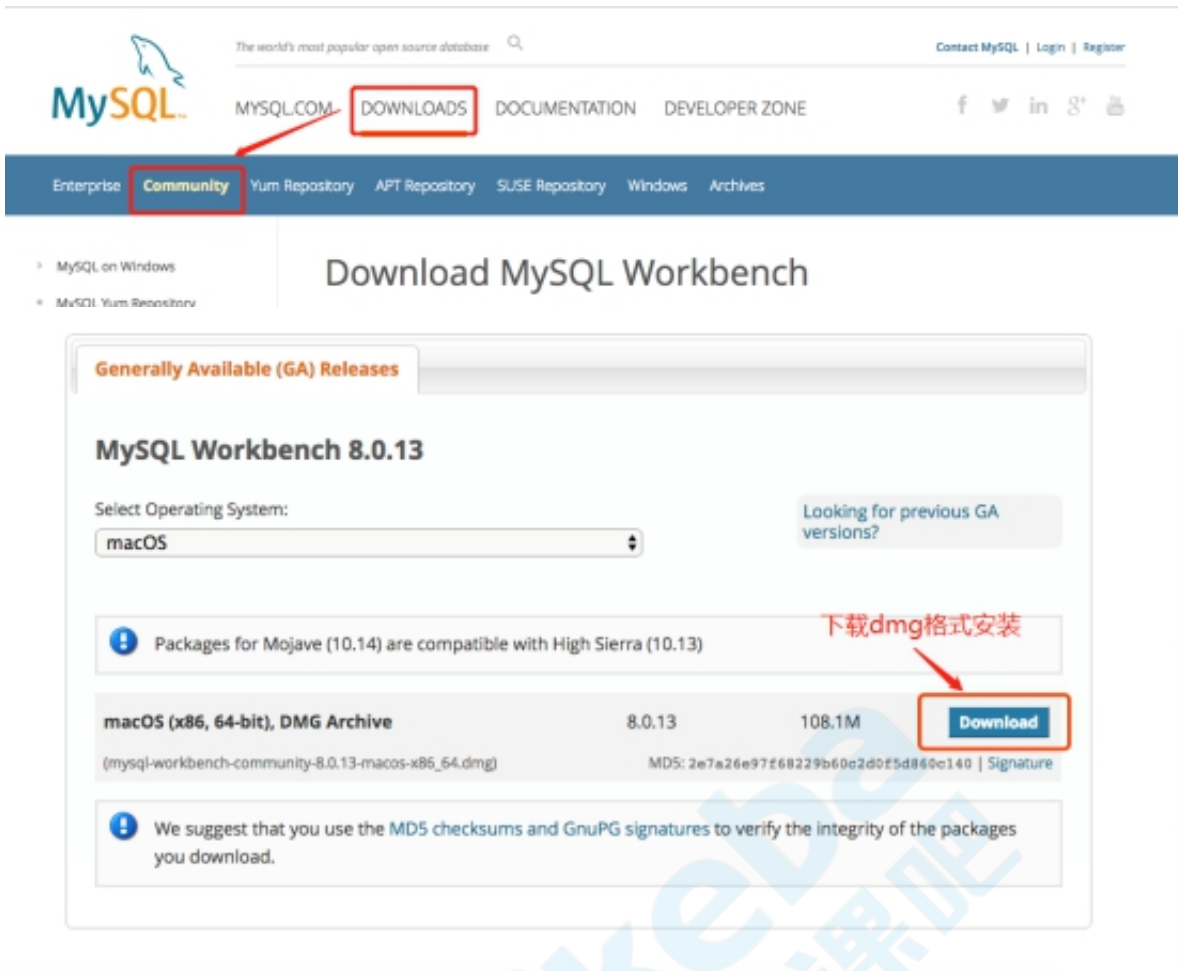 The world's most popular open source database
Contact MySQL | Login | Register
MySQL™
MYSQL.COM DOWNLOADS DOCUMENTATION DEVELOPER ZONE
Enterprise Community Yum Repository APT Repository SUSE Repository Windows Archives
MySQL on Windows
MySQL Yum Repository
Download MySQL Workbench
Generally Available (GA) Releases
MySQL Workbench 8.0.13
Select Operating System:
macOS
Looking for previous GA
versions?
下载dmg格式安装
Packages for Mojave (10.14) are compatible with High Sierra (10.13)
macOS (x86, 64-bit), DMG Archive 8.0.13 108.1M Download
(mysql-workbench-community-8.0.13-macos-x86_64.dmg) MD5: 2e7a26e97f68229b60c2d0f5d860c140 | Signature
We suggest that you use the MD5 checksums and GnuPG signatures to verify the integrity of the packages
you download.
keba
课吧